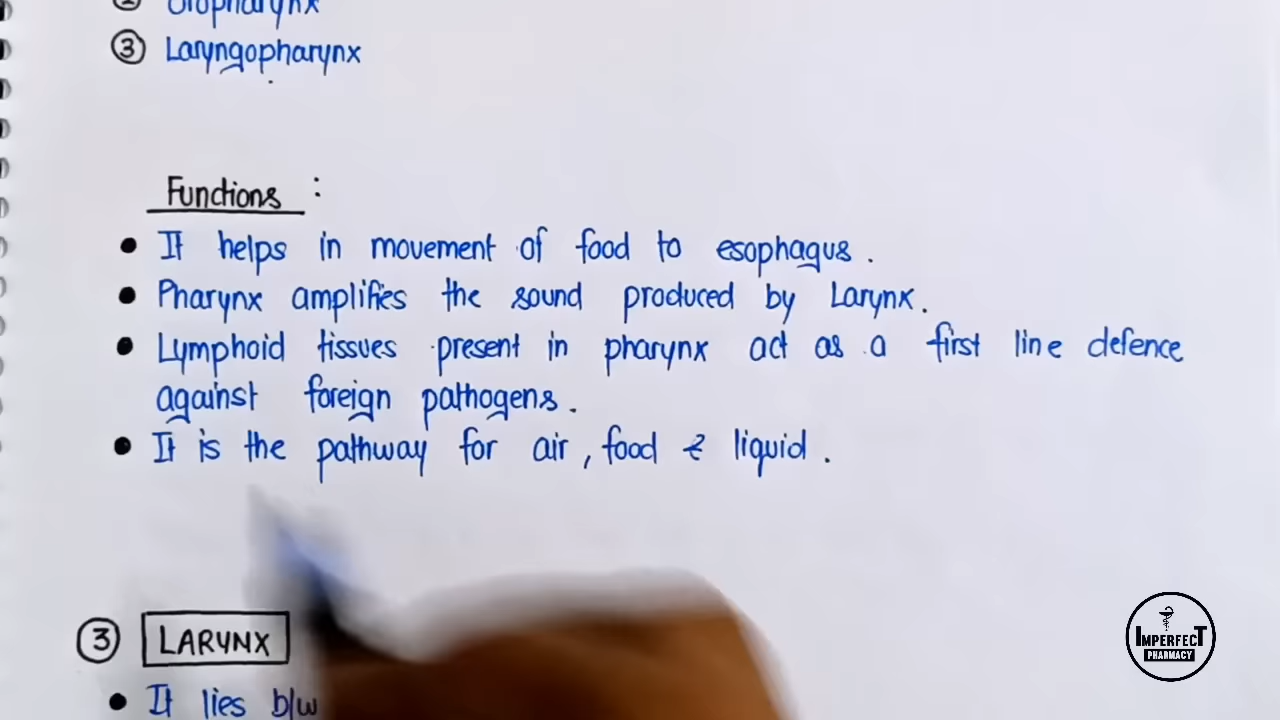 ② Oropharynx
③ Laryngopharynx
Functions :
• It helps in movement of food to esophagus.
• Pharynx amplifies the sound produced by Larynx.
• Lymphoid tissues present in pharynx act as a first line defence
against foreign pathogens.
• It is the pathway for air, food & liquid.
③ LARYNX
• It lies b/w
IMPERFECT
PHARMACY